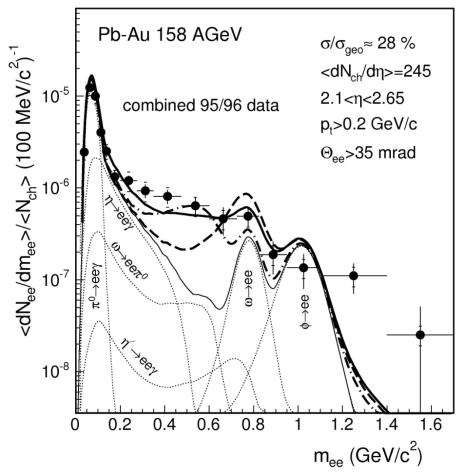 Pb-Au 158 AGeV
σ/σgeo≈ 28 %
<dNch/dη>=245
combined 95/96 data
2.1<η<2.65
pt>0.2 GeV/c
Θee>35 mrad
<dNee/dmee>/<Nch> (100 MeV/c²)⁻¹
10⁻⁵
10⁻⁶
10⁻⁷
10⁻⁸
η→eeγ
ω→eeπ⁰
π⁰→eeγ
η′→eeγ
ω→ee
φ→ee
0 0.2 0.4 0.6 0.8 1 1.2 1.4 1.6
mee (GeV/c²)